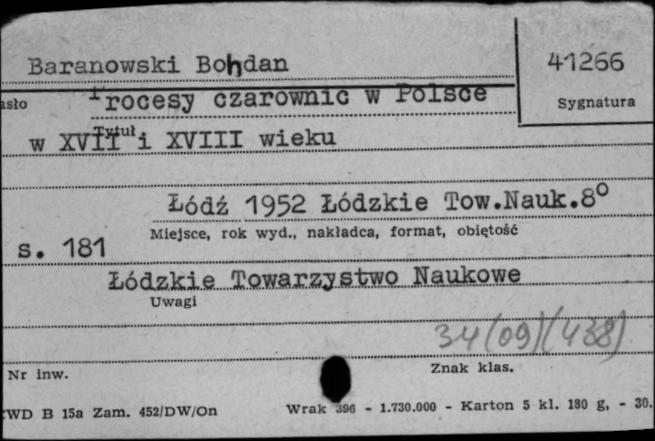 Baranowski Bohdan
41266
asło
Procesy czarownic w Polsce
Sygnatura
Tytuł
w XVII i XVIII wieku
Łódź 1952 Łódzkie Tow.Nauk.8º
Miejsce, rok wyd., nakładca, format, objętość
s. 181
Łódzkie Towarzystwo Naukowe
Uwagi
34(09)(438)
Nr inw.
Znak klas.
CWD B 15a Zam. 452/DW/On Wrak 396 - 1.730.000 - Karton 5 kl. 180 g, - 30.